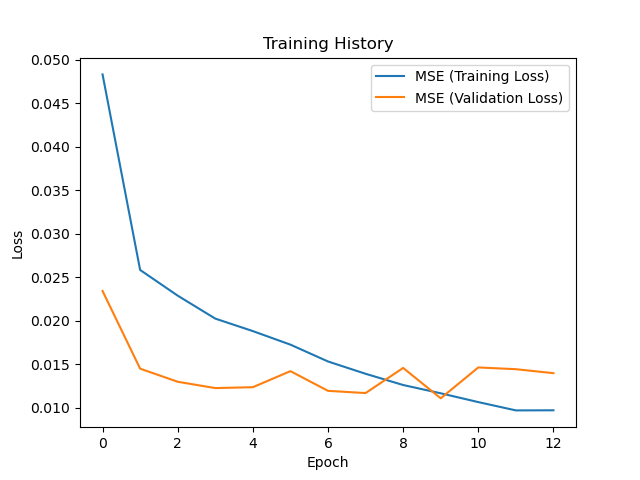 Training History
MSE (Training Loss)
MSE (Validation Loss)
0.050
0.045
0.040
0.035
0.030
0.025
0.020
0.015
0.010
Loss
0 2 4 6 8 10 12
Epoch